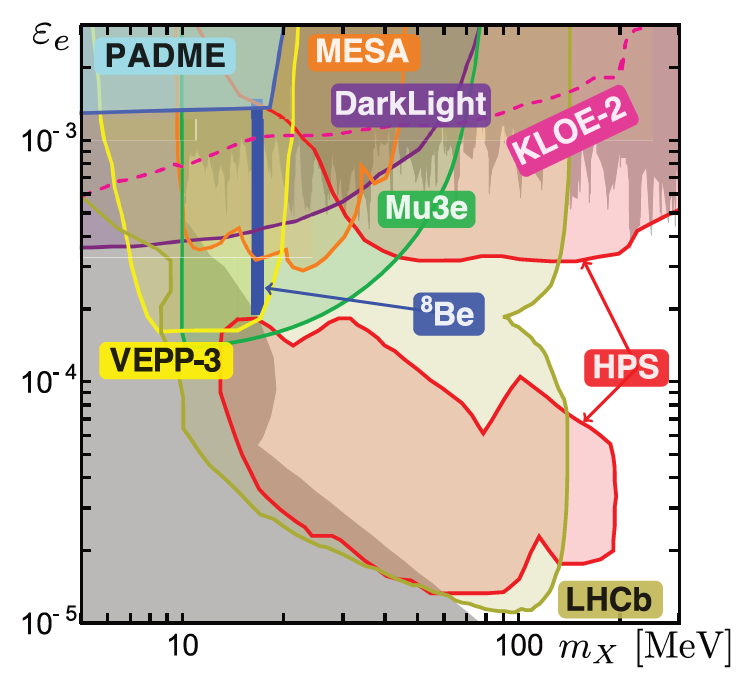 εₑ
PADME
MESA
DarkLight
KLOE-2
10⁻³
Mu3e
⁸Be
VEPP-3
HPS
10⁻⁴
LHCb
10⁻⁵
10
100
m_X [MeV]